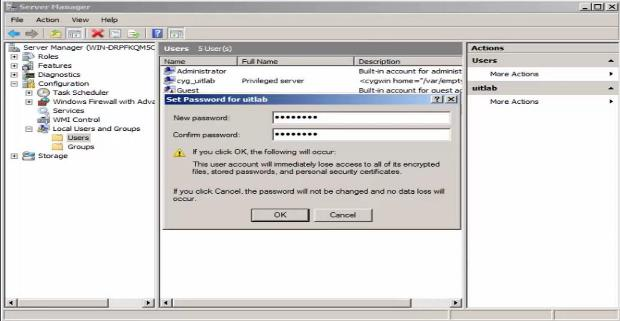 Server Manager
File Action View Help
Server Manager (WIN-DRPFKQM5C
Roles
Features
Diagnostics
Configuration
Task Scheduler
Windows Firewall with Adva
Services
WMI Control
Local Users and Groups
Users
Groups
Storage
Users 5 User(s)
Name Full Name Description
Administrator Built-in account for administ
cyg_uitlab Privileged server <cygwin home="/var/empty
Guest Built-in account for guest ac
Set Password for uitlab
New password: ••••••••
Confirm password: ••••••••
If you click OK, the following will occur:
This user account will immediately lose access to all of its encrypted
files, stored passwords, and personal security certificates.
If you click Cancel, the password will not be changed and no data loss will
occur.
OK Cancel
Actions
Users
More Actions
uitlab
More Actions